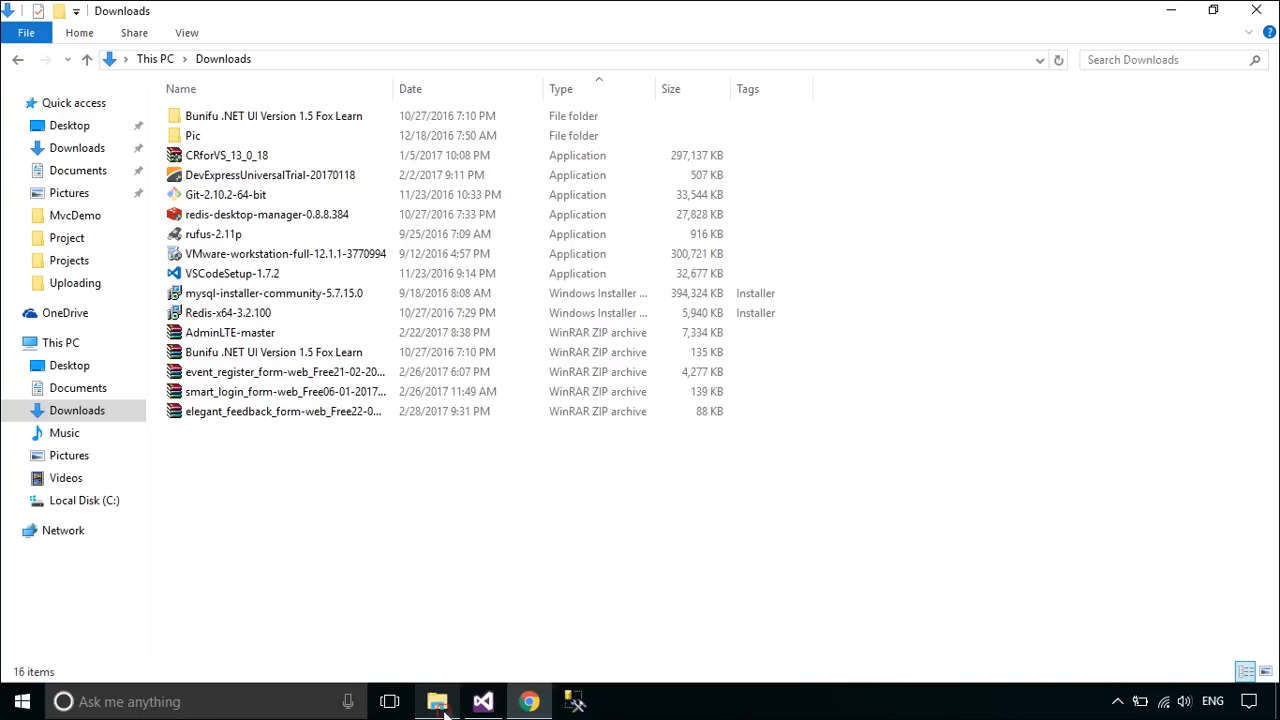 Downloads
File Home Share View
This PC Downloads Search Downloads
Name Date Type Size Tags
Quick access
Desktop
Downloads
Documents
Pictures
MvcDemo
Project
Projects
Uploading
OneDrive
This PC
Desktop
Documents
Downloads
Music
Pictures
Videos
Local Disk (C:)
Network
Bunifu .NET UI Version 1.5 Fox Learn 10/27/2016 7:10 PM File folder
Pic 12/18/2016 7:50 AM File folder
CRforVS_13_0_18 1/5/2017 10:08 PM Application 297,137 KB
DevExpressUniversalTrial-20170118 2/2/2017 9:11 PM Application 507 KB
Git-2.10.2-64-bit 11/23/2016 10:33 PM Application 33,544 KB
redis-desktop-manager-0.8.8.384 10/27/2016 7:33 PM Application 27,828 KB
rufus-2.11p 9/25/2016 7:09 AM Application 916 KB
VMware-workstation-full-12.1.1-3770994 9/12/2016 4:57 PM Application 300,721 KB
VSCodeSetup-1.7.2 11/23/2016 9:14 PM Application 32,677 KB
mysql-installer-community-5.7.15.0 9/18/2016 8:08 AM Windows Installer ... 394,324 KB Installer
Redis-x64-3.2.100 10/27/2016 7:29 PM Windows Installer ... 5,940 KB Installer
AdminLTE-master 2/22/2017 8:38 PM WinRAR ZIP archive 7,334 KB
Bunifu .NET UI Version 1.5 Fox Learn 10/27/2016 7:10 PM WinRAR ZIP archive 135 KB
event_register_form-web_Free21-02-20... 2/26/2017 6:07 PM WinRAR ZIP archive 4,277 KB
smart_login_form-web_Free06-01-2017... 2/26/2017 11:49 AM WinRAR ZIP archive 139 KB
elegant_feedback_form-web_Free22-0... 2/28/2017 9:31 PM WinRAR ZIP archive 88 KB
16 items
Ask me anything ENG